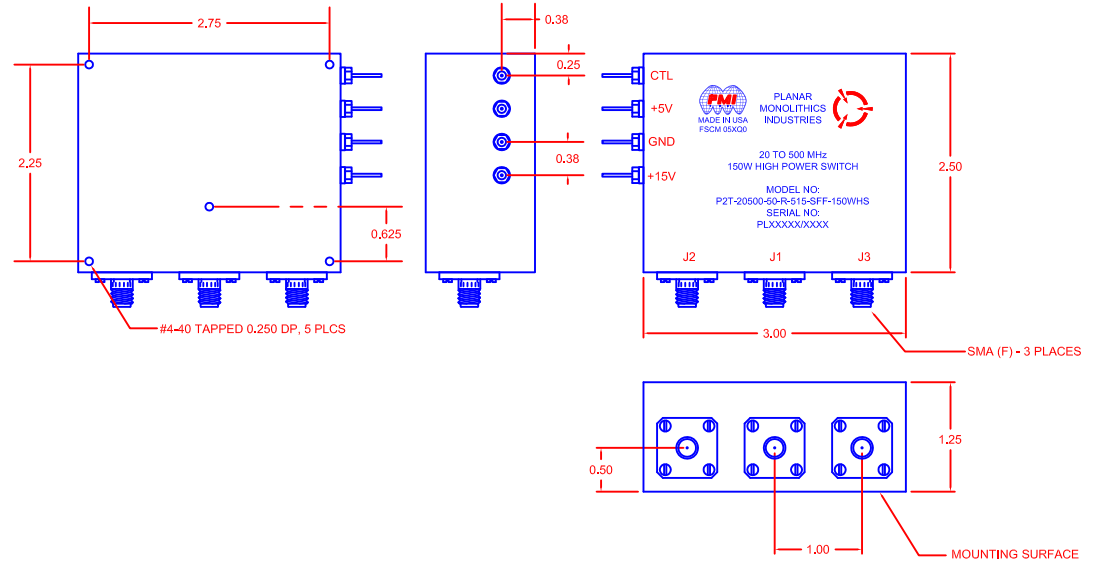 2.75
2.25
0.625
#4-40 TAPPED 0.250 DP, 5 PLCS
0.38
0.25
0.38
CTL
+5V
GND
+15V
PMI
MADE IN USA
FSCM 05XQ0
PLANAR
MONOLITHICS
INDUSTRIES
20 TO 500 MHz
150W HIGH POWER SWITCH
MODEL NO:
P2T-20500-50-R-515-SFF-150WHS
SERIAL NO:
PLXXXXX/XXXX
J2
J1
J3
2.50
3.00
SMA (F) - 3 PLACES
0.50
1.25
1.00
MOUNTING SURFACE